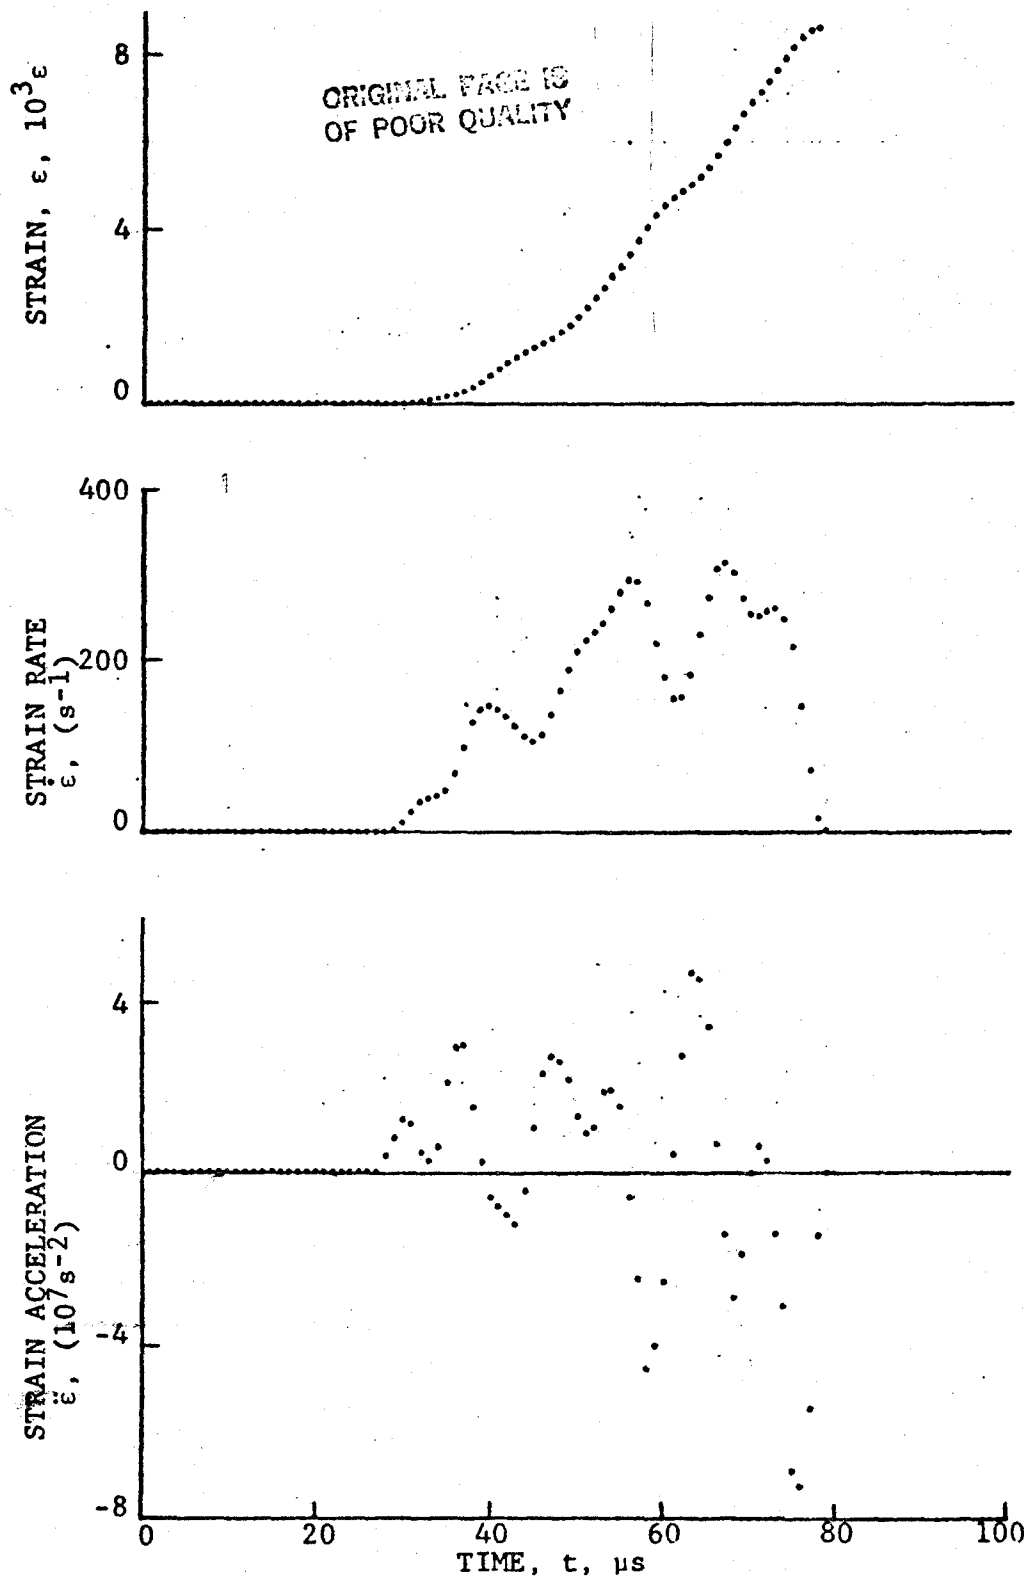 8
ORIGINAL PAGE IS
OF POOR QUALITY
STRAIN, ε, 10³ε
4
0
400
STRAIN RATE
ε̇, (s⁻¹)
200
0
4
STRAIN ACCELERATION
ε̈, (10⁷s⁻²)
0
-4
-8
0 20 40 60 80 100
TIME, t, μs